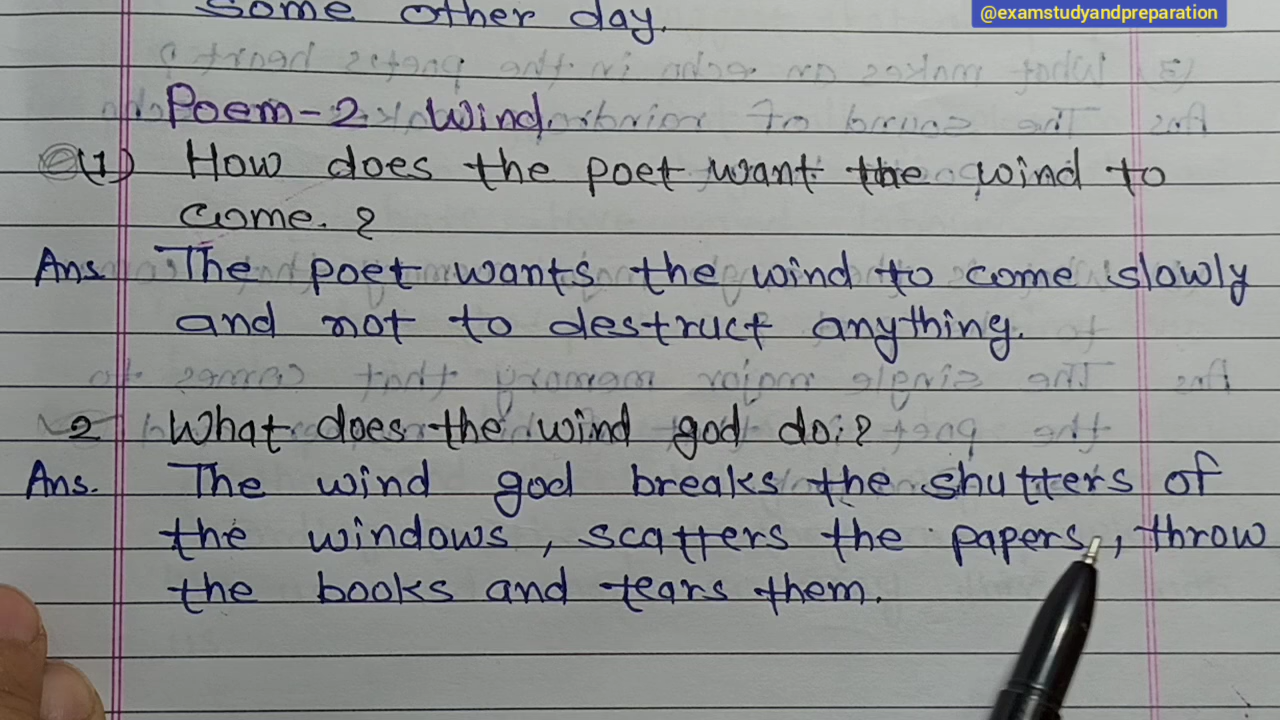 some other day.
@examstudyandpreparation
Poem-2 Wind.
(1) How does the poet want the wind to
come. ?
Ans The poet wants the wind to come slowly
and not to destruct anything.
2 What does the wind god do:?
Ans. The wind god breaks the shutters of
the windows, scatters the papers, throw
the books and tears them.